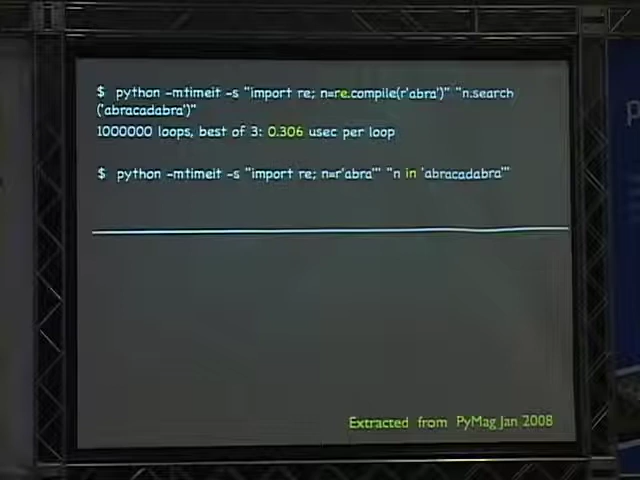 $ python -mtimeit -s "import re; n=re.compile(r'abra')" "n.search
('abracadabra')"
1000000 loops, best of 3: 0.306 usec per loop
$ python -mtimeit -s "import re; n=r'abra'" "n in 'abracadabra'"
Extracted from PyMag Jan 2008
p